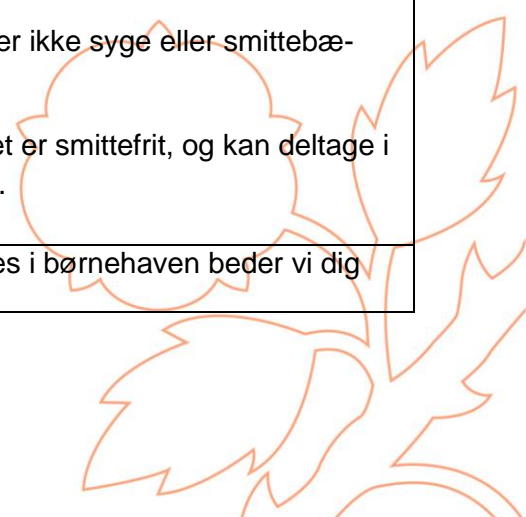 er ikke syge eller smittebæ-
et er smittefrit, og kan deltage i
.
es i børnehaven beder vi dig